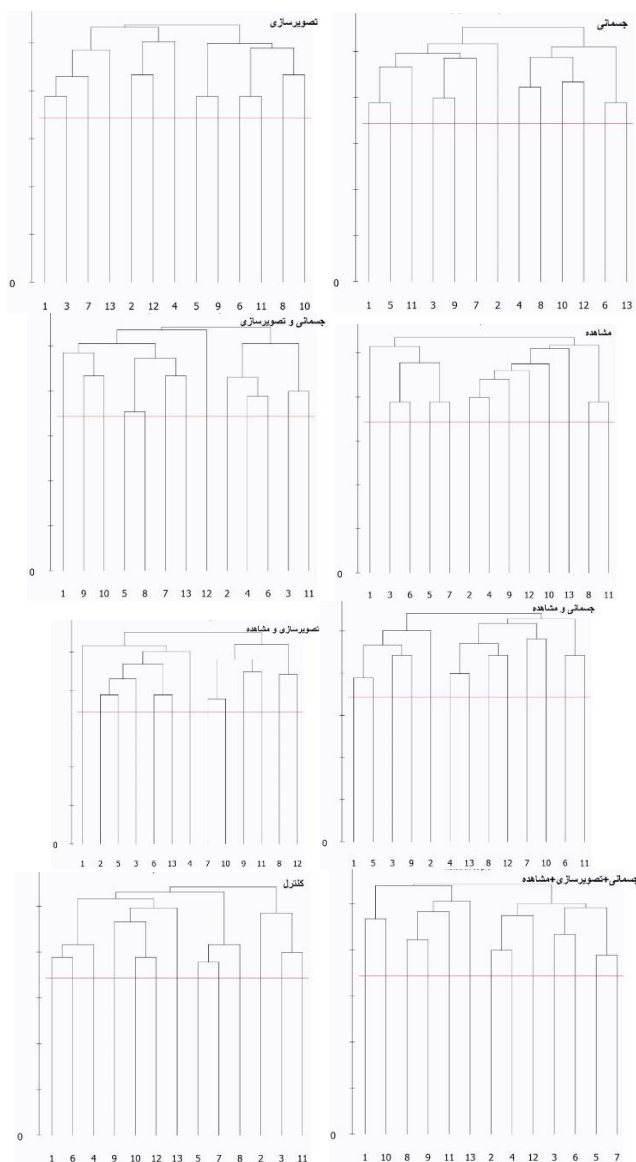 تصویرسازی
0
1 3 7 13 2 12 4 5 9 6 11 8 10
جسمانی
0
1 5 11 3 9 7 2 4 8 10 12 6 13
جسمانی و تصویرسازی
0
1 9 10 5 8 7 13 12 2 4 6 3 11
مشاهده
0
1 3 6 5 7 2 4 9 12 10 13 8 11
تصویرسازی و مشاهده
0
1 2 5 3 6 13 4 7 10 9 11 8 12
جسمانی و مشاهده
0
1 5 3 9 2 4 13 8 12 7 10 6 11
کنترل
0
1 6 4 9 10 12 13 5 7 8 2 3 11
جسمانی+تصویرسازی+مشاهده
0
1 10 8 9 11 13 2 4 12 3 6 5 7